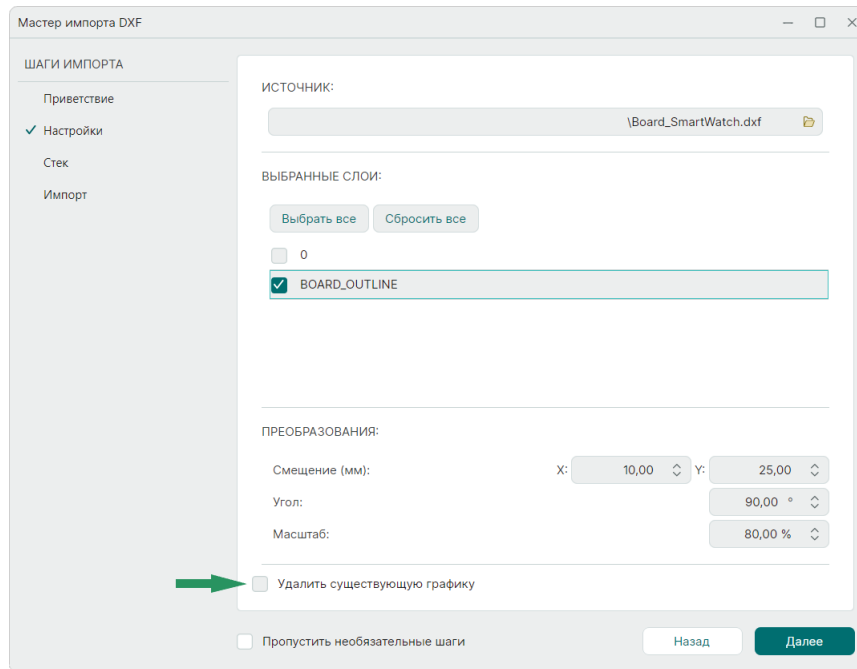 Мастер импорта DXF
ШАГИ ИМПОРТА
Приветствие
Настройки
Стек
Импорт
ИСТОЧНИК:
\Board_SmartWatch.dxf
ВЫБРАННЫЕ СЛОИ:
Выбрать все Сбросить все
0
BOARD_OUTLINE
ПРЕОБРАЗОВАНИЯ:
Смещение (мм): X: 10,00 Y: 25,00
Угол: 90,00 °
Масштаб: 80,00 %
Удалить существующую графику
Пропустить необязательные шаги Назад Далее